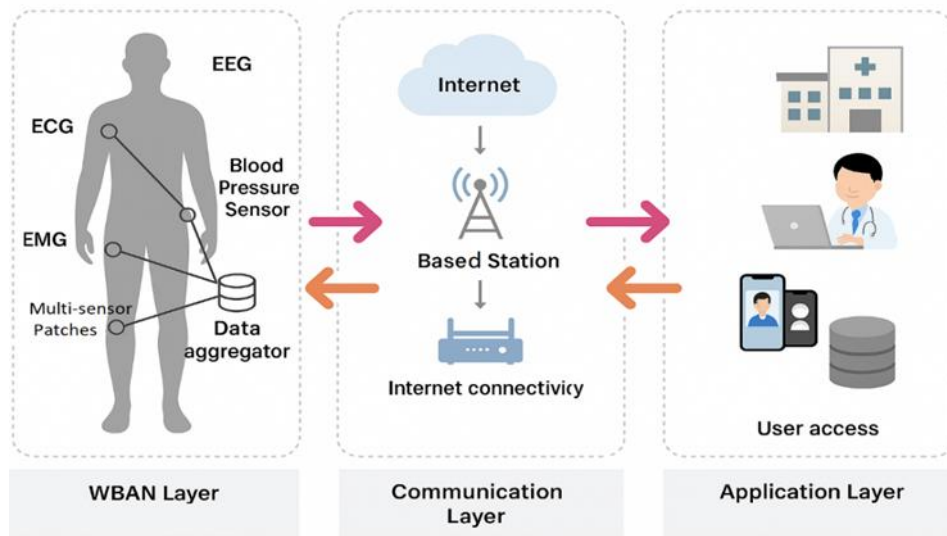 EEG
ECG
Blood
Pressure
Sensor
EMG
Multi-sensor
Patches
Data
aggregator
WBAN Layer
Internet
Based Station
Internet connectivity
Communication
Layer
User access
Application Layer